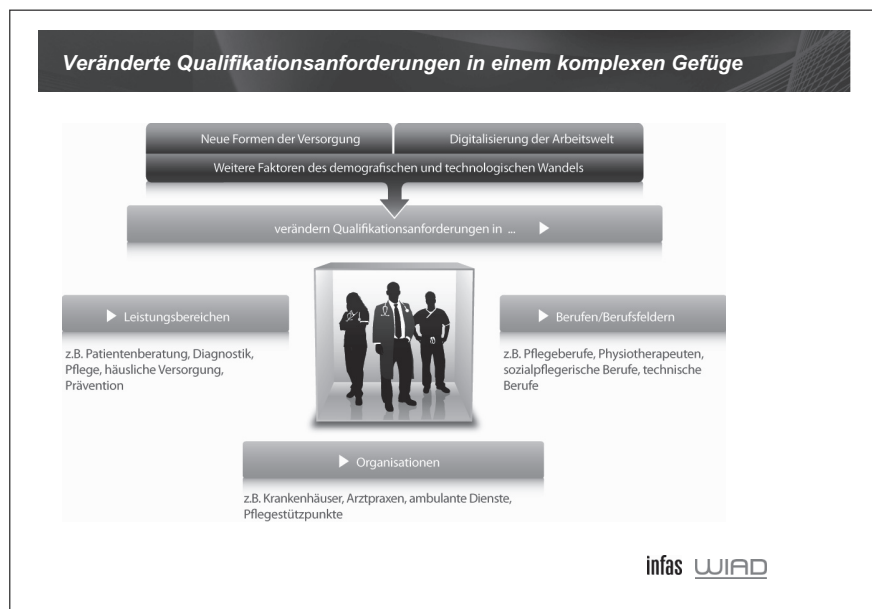 Veränderte Qualifikationsanforderungen in einem komplexen Gefüge
Neue Formen der Versorgung
Digitalisierung der Arbeitswelt
Weitere Faktoren des demografischen und technologischen Wandels
verändern Qualifikationsanforderungen in ...
Leistungsbereichen
z.B. Patientenberatung, Diagnostik,
Pflege, häusliche Versorgung,
Prävention
Berufen/Berufsfeldern
z.B. Pflegeberufe, Physiotherapeuten,
sozialpflegerische Berufe, technische
Berufe
Organisationen
z.B. Krankenhäuser, Arztpraxen, ambulante Dienste,
Pflegestützpunkte
infas WIAD